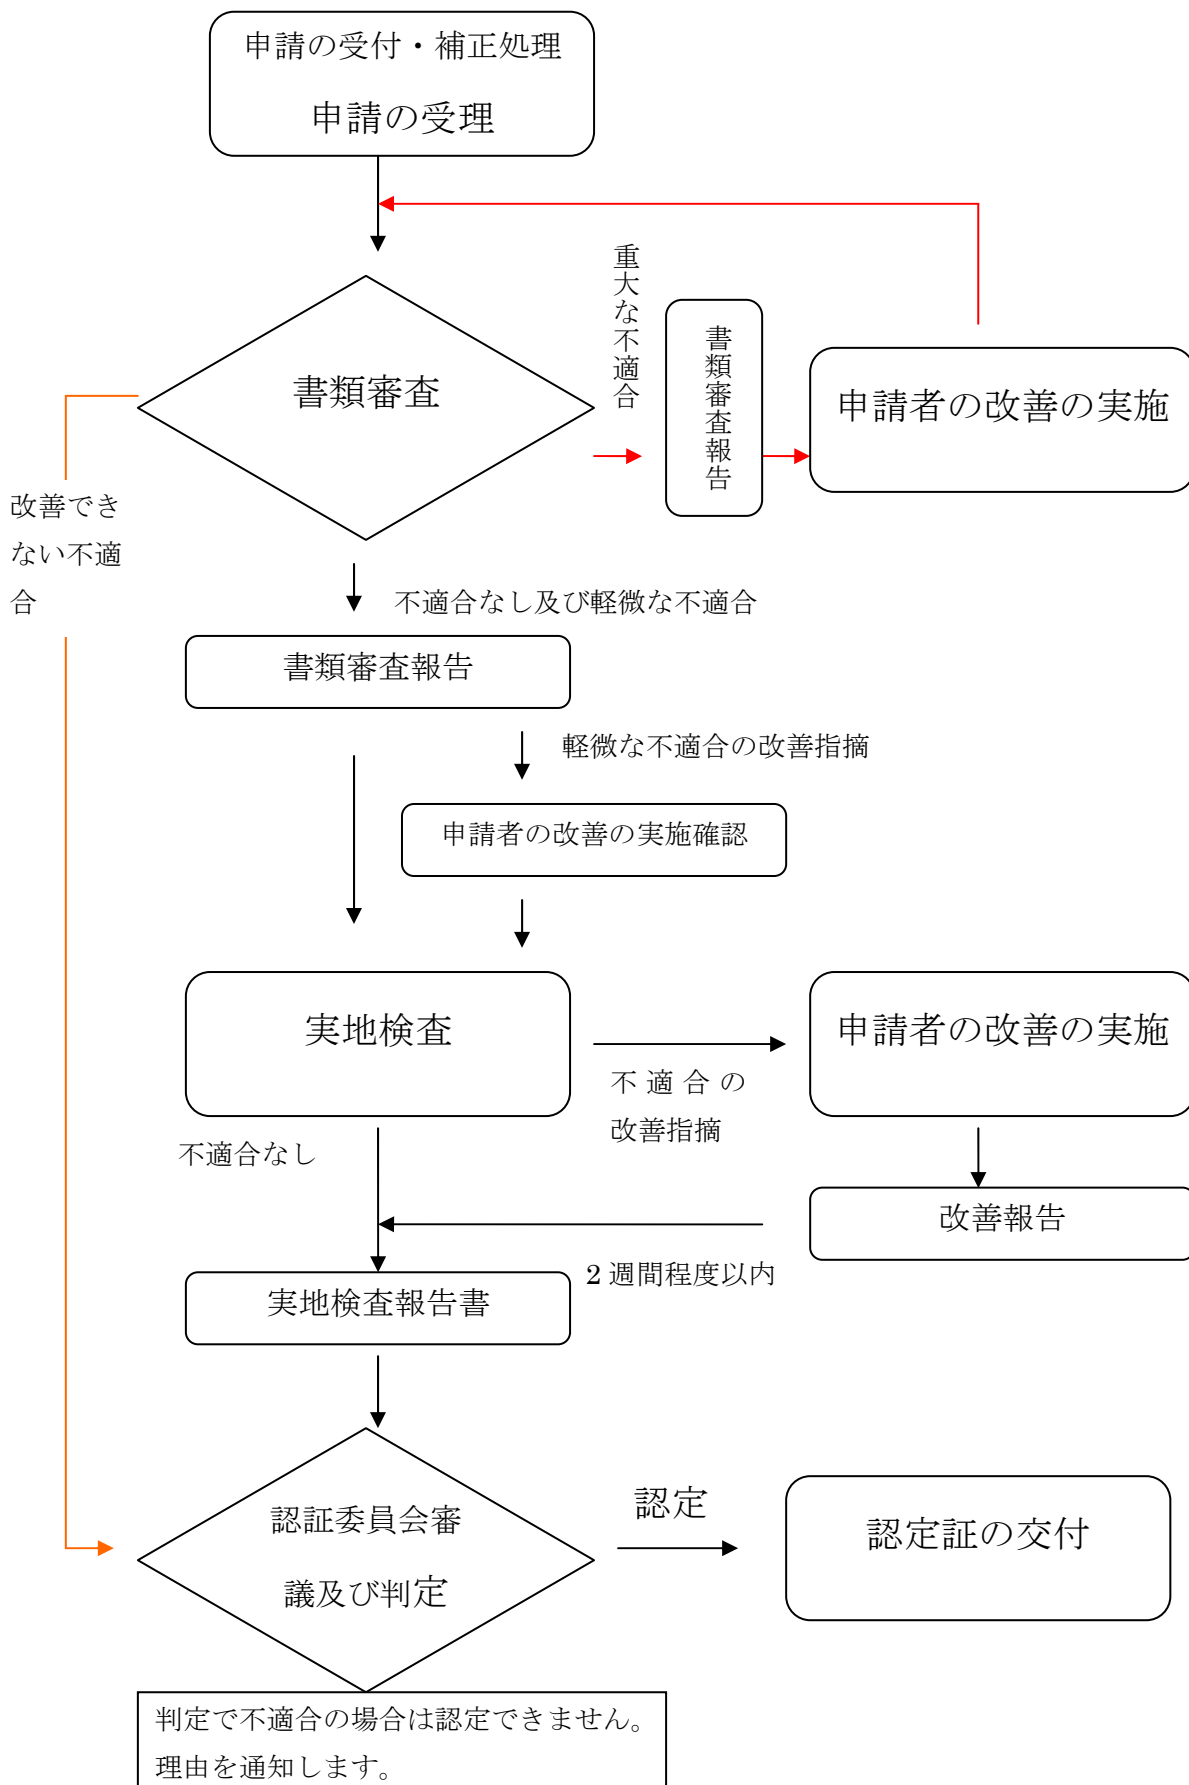 申請の受付・補正処理
申請の受理
重大な不適合
書類審査
書類審査報告
申請者の改善の実施
改善でき
ない不適
合
不適合なし及び軽微な不適合
書類審査報告
軽微な不適合の改善指摘
申請者の改善の実施確認
実地検査
申請者の改善の実施
不適合の
改善指摘
不適合なし
改善報告
2週間程度以内
実地検査報告書
認証委員会審
議及び判定
認定
認定証の交付
判定で不適合の場合は認定できません。
理由を通知します。